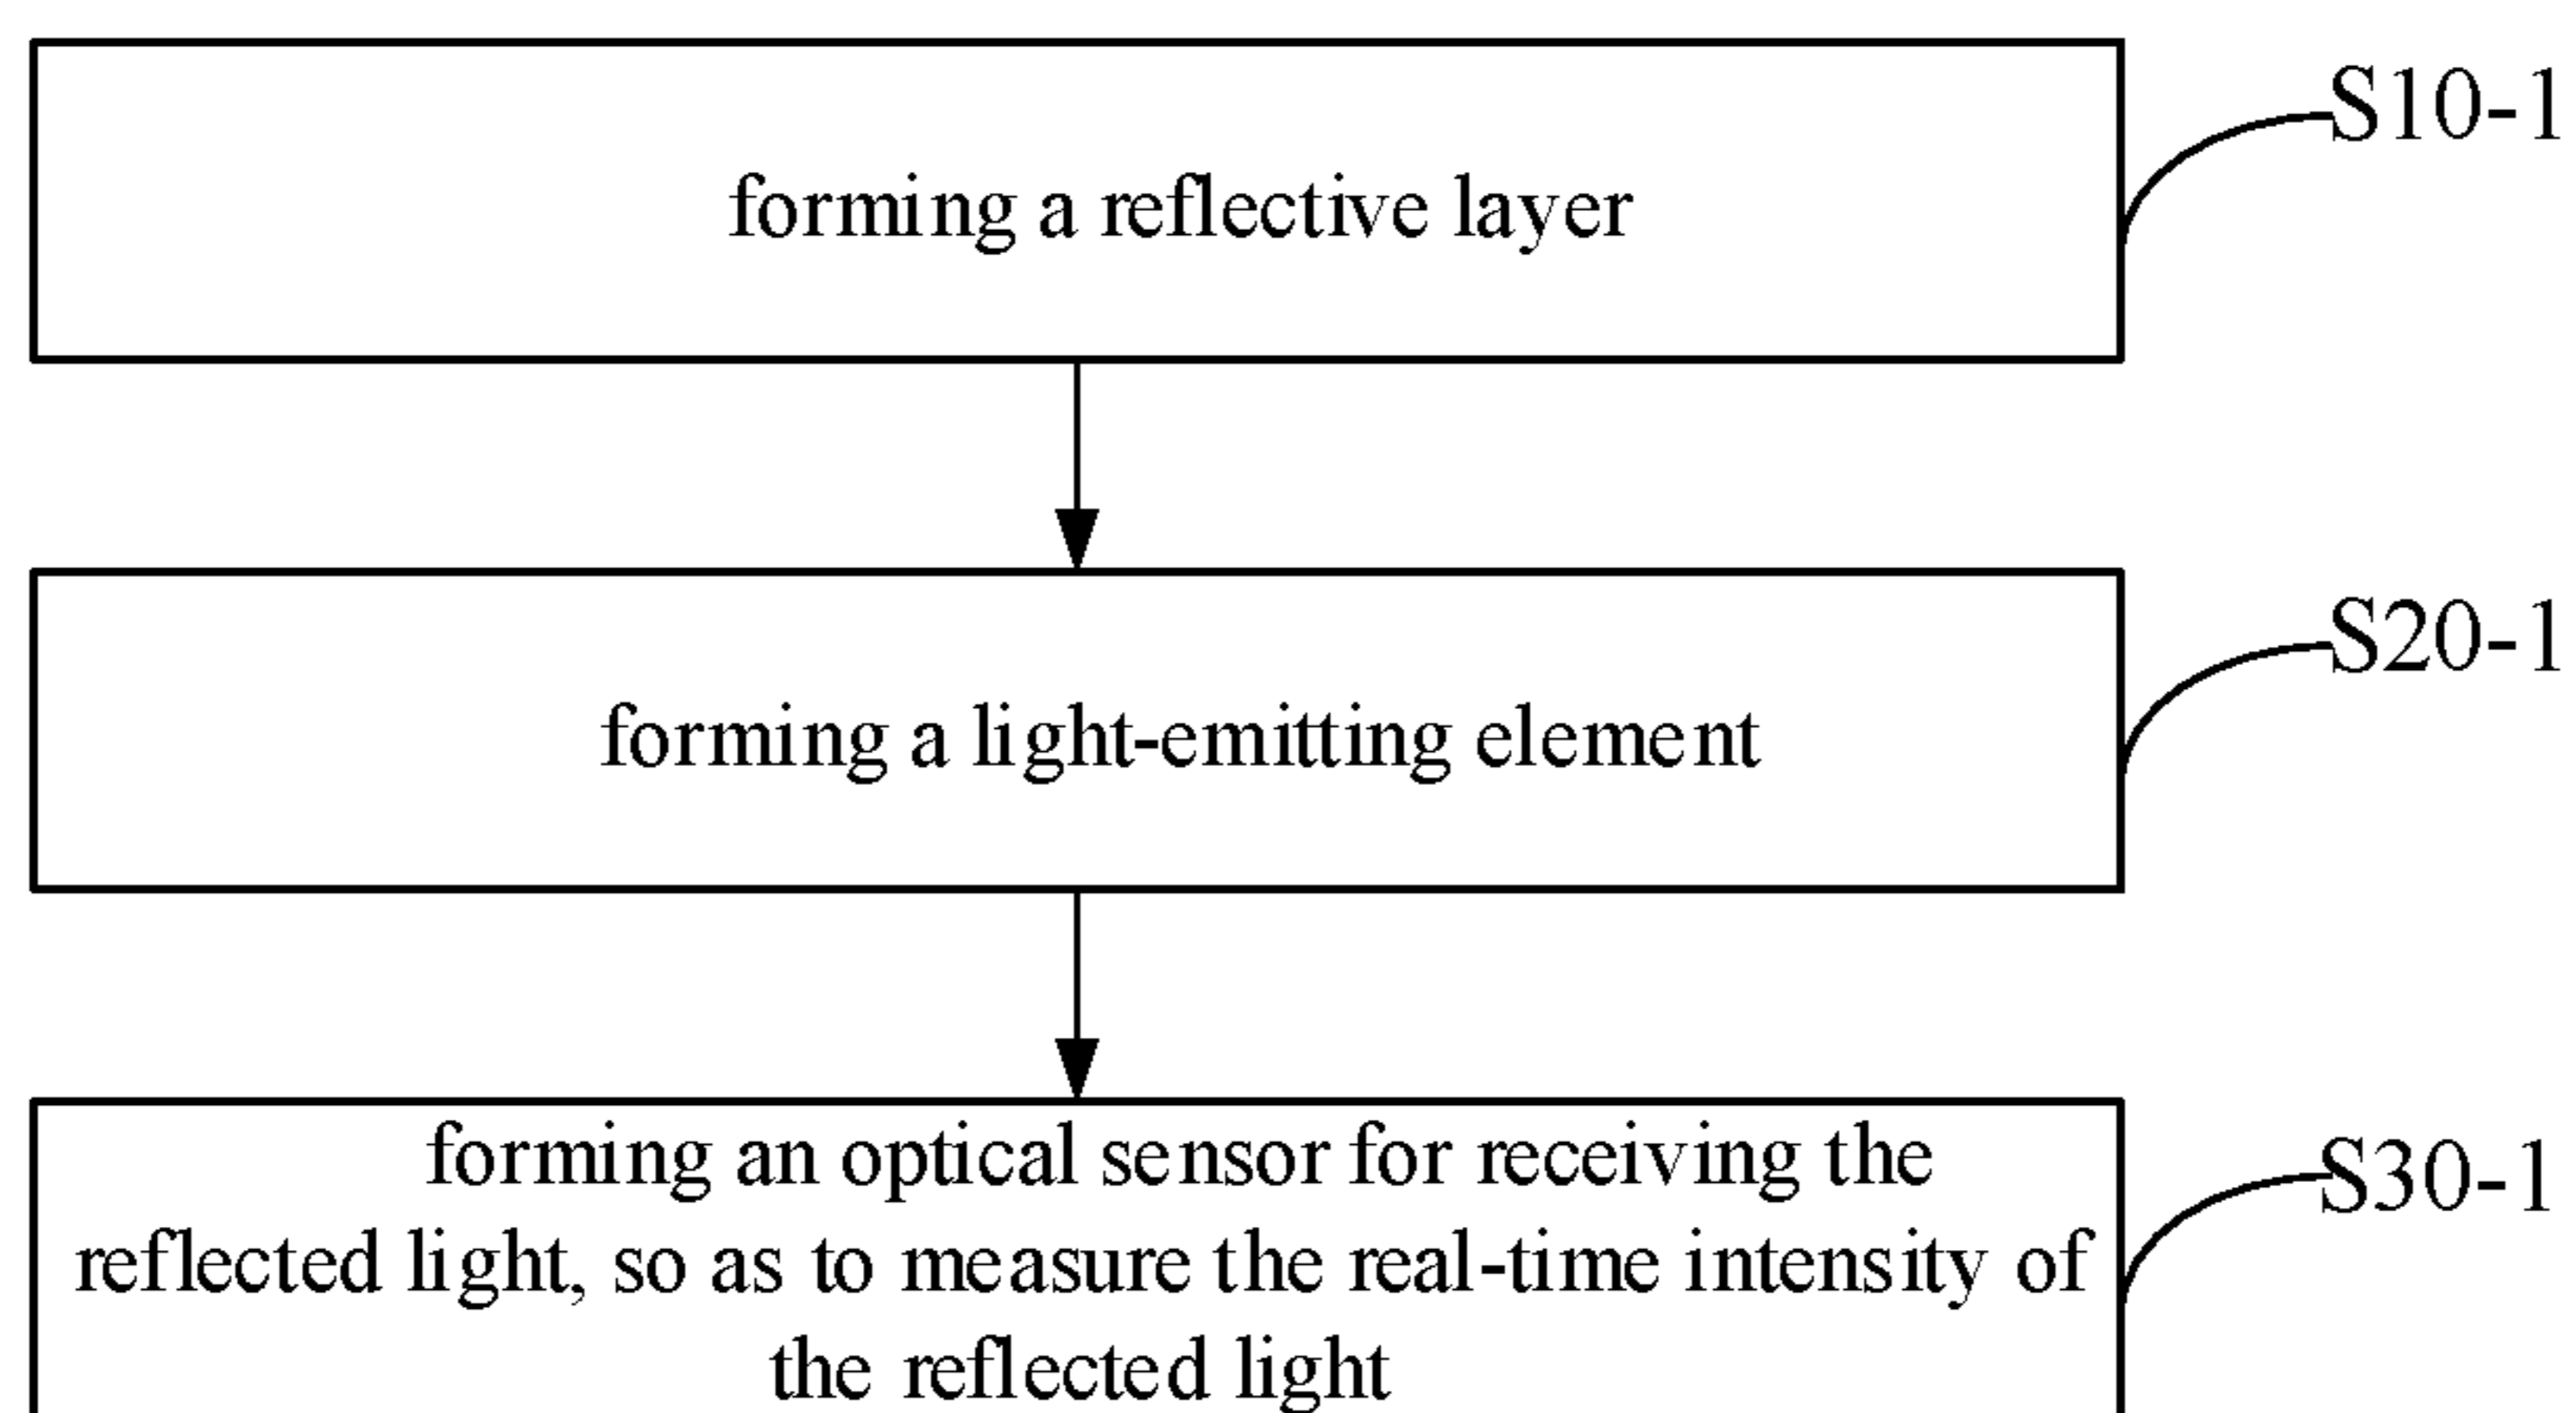 S10-1
forming a reflective layer
S20-1
forming a light-emitting element
S30-1
forming an optical sensor for receiving the
reflected light, so as to measure the real-time intensity of
the reflected light